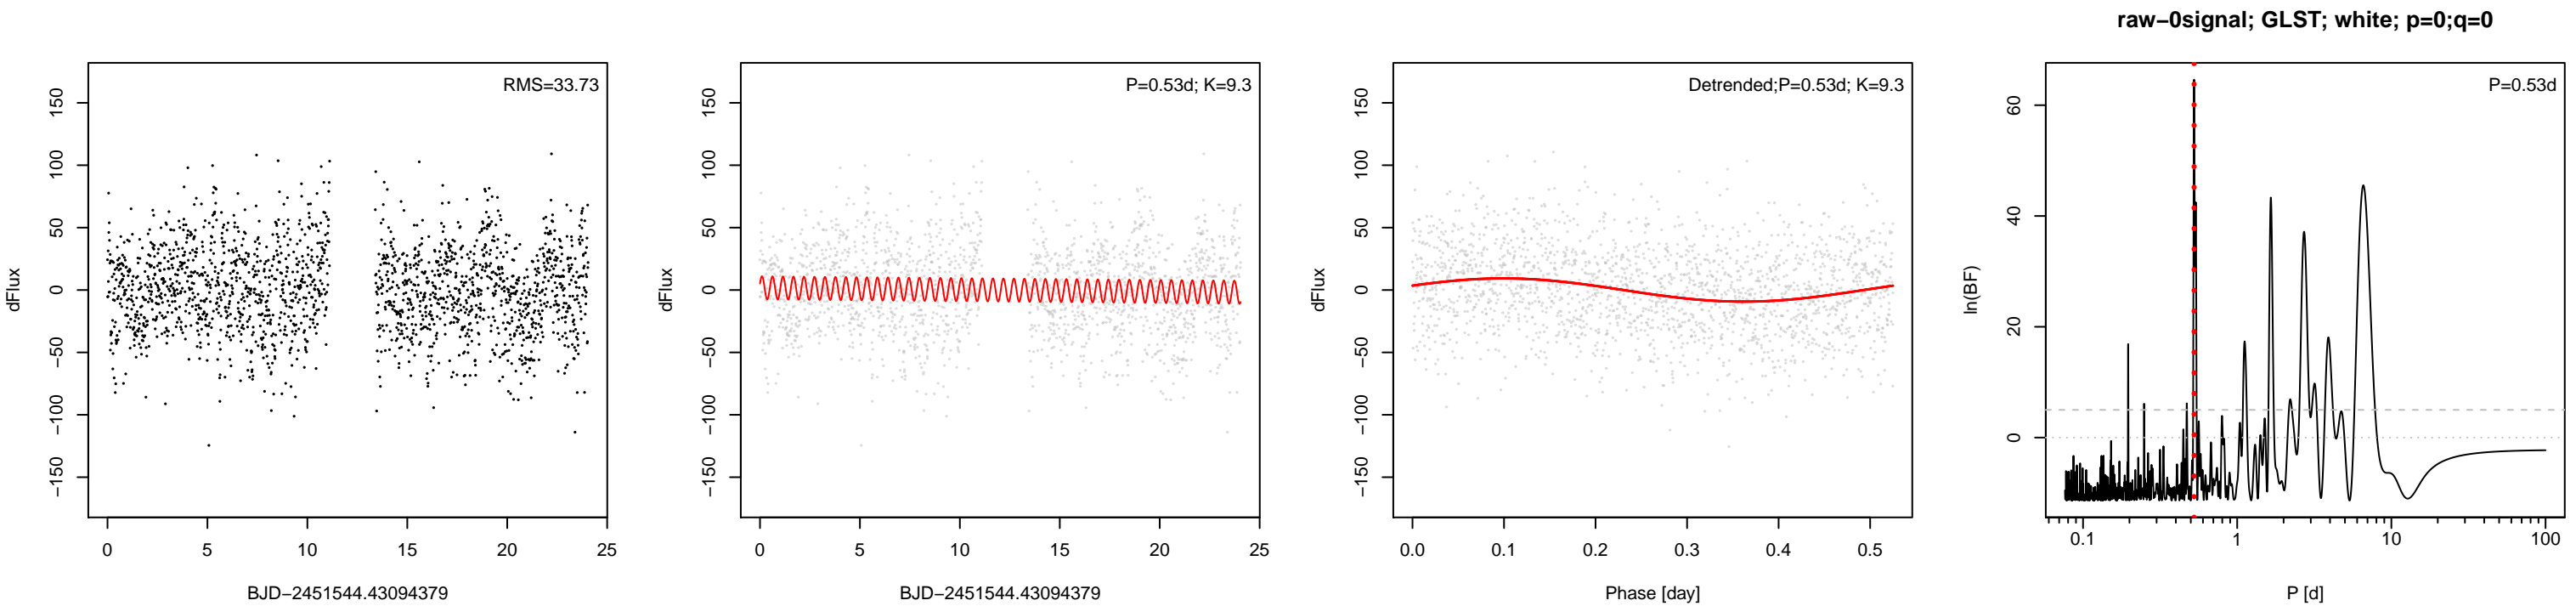 raw−0signal; GLST; white; p=0;q=0
RMS=33.73
dFlux
150
100
50
0
−50
−100
−150
0 5 10 15 20 25
BJD−2451544.43094379
P=0.53d; K=9.3
dFlux
150
100
50
0
−50
−100
−150
0 5 10 15 20 25
BJD−2451544.43094379
Detrended;P=0.53d; K=9.3
dFlux
150
100
50
0
−50
−100
−150
0.0 0.1 0.2 0.3 0.4 0.5
Phase [day]
P=0.53d
ln(BF)
60
40
20
0
0.1 1 10 100
P [d]